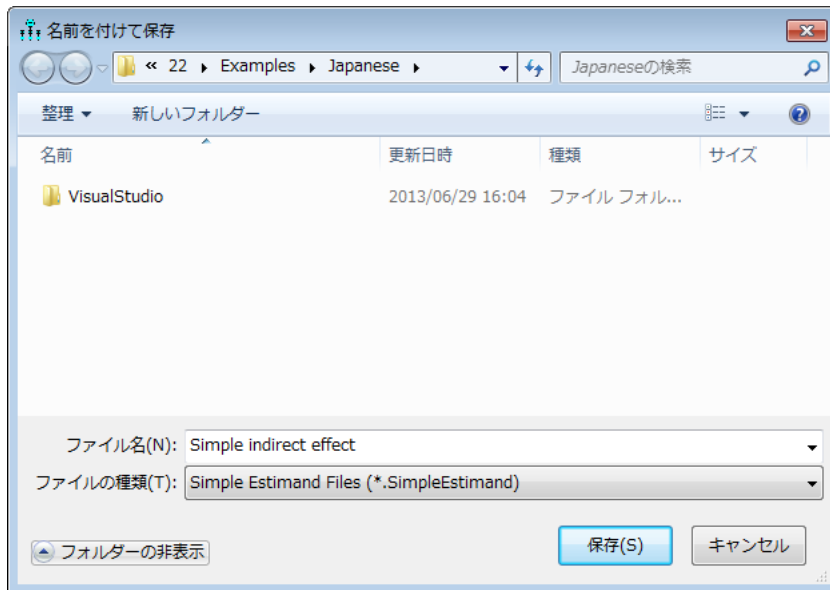 名前を付けて保存
« 22 Examples Japanese Japaneseの検索
整理 新しいフォルダー
名前 更新日時 種類 サイズ
VisualStudio 2013/06/29 16:04 ファイル フォル...
ファイル名(N): Simple indirect effect
ファイルの種類(T): Simple Estimand Files (*.SimpleEstimand)
フォルダーの非表示 保存(S) キャンセル